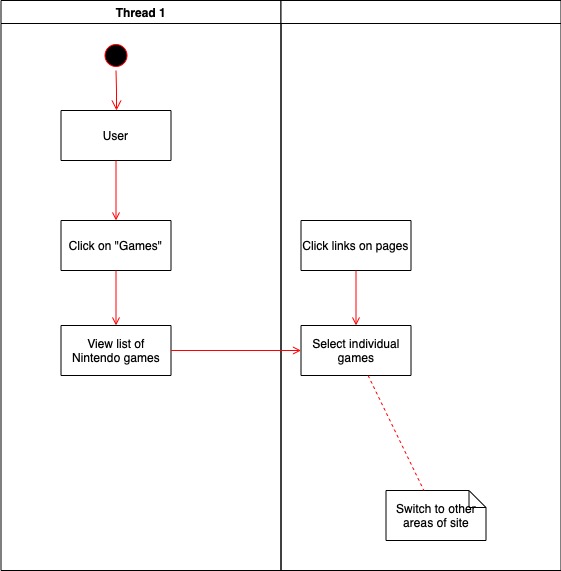 Thread 1
User
Click on "Games"
Click links on pages
View list of
Nintendo games
Select individual
games
Switch to other
areas of site